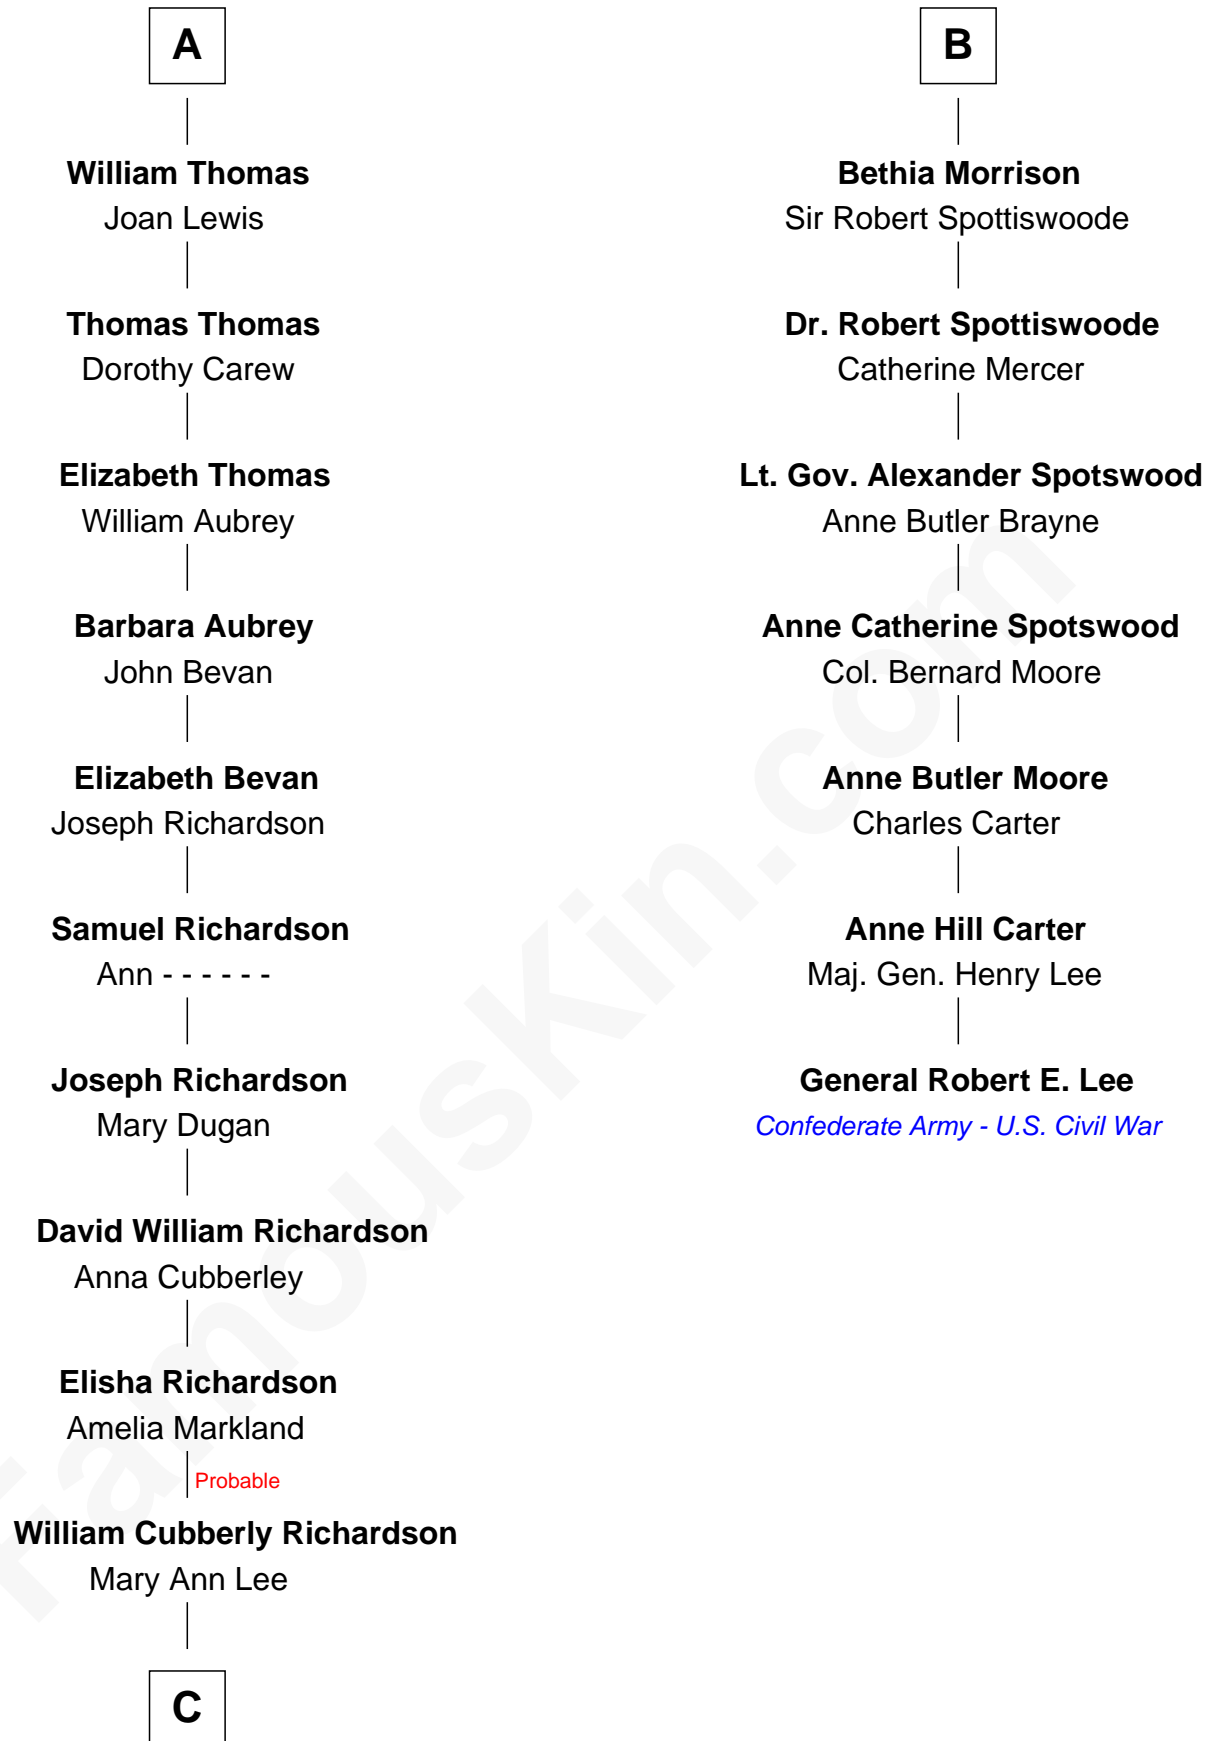 A
William Thomas
Joan Lewis
Thomas Thomas
Dorothy Carew
Elizabeth Thomas
William Aubrey
Barbara Aubrey
John Bevan
Elizabeth Bevan
Joseph Richardson
Samuel Richardson
Ann - - - - - -
Joseph Richardson
Mary Dugan
David William Richardson
Anna Cubberley
Elisha Richardson
Amelia Markland
Probable
William Cubberly Richardson
Mary Ann Lee
C
B
Bethia Morrison
Sir Robert Spottiswoode
Dr. Robert Spottiswoode
Catherine Mercer
Lt. Gov. Alexander Spotswood
Anne Butler Brayne
Anne Catherine Spotswood
Col. Bernard Moore
Anne Butler Moore
Charles Carter
Anne Hill Carter
Maj. Gen. Henry Lee
General Robert E. Lee
Confederate Army - U.S. Civil War
FamousKin.com